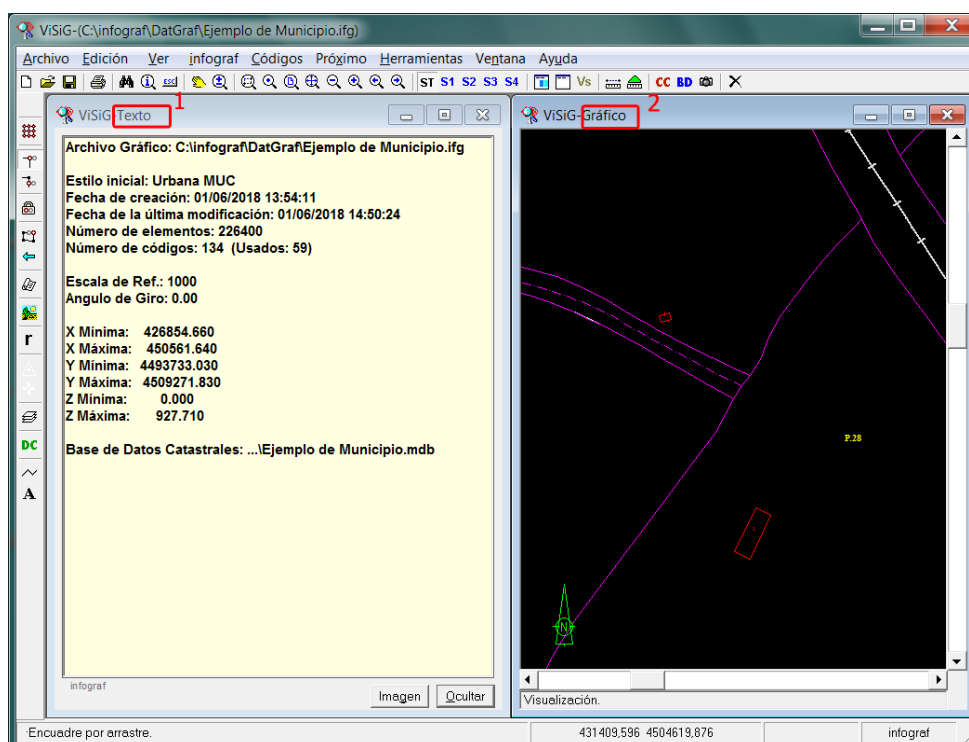 ViSiG-(C:\infograf\DatGraf\Ejemplo de Municipio.ifg)
Archivo Edición Ver infograf Códigos Próximo Herramientas Ventana Ayuda
esc ST S1 S2 S3 S4 Vs CC BD
ViSiG-Texto 1
Archivo Gráfico: C:\infograf\DatGraf\Ejemplo de Municipio.ifg
Estilo inicial: Urbana MUC
Fecha de creación: 01/06/2018 13:54:11
Fecha de la última modificación: 01/06/2018 14:50:24
Número de elementos: 226400
Número de códigos: 134 (Usados: 59)
Escala de Ref.: 1000
Angulo de Giro: 0.00
X Mínima: 426854.660
X Máxima: 450561.640
Y Mínima: 4493733.030
Y Máxima: 4509271.830
Z Mínima: 0.000
Z Máxima: 927.710
Base de Datos Catastrales: ...\Ejemplo de Municipio.mdb
infograf
Imagen Ocultar
r
DC
A
ViSiG-Gráfico 2
P.28
N
Visualización.
Encuadre por arrastre. 431409,596 4504619,876 infograf